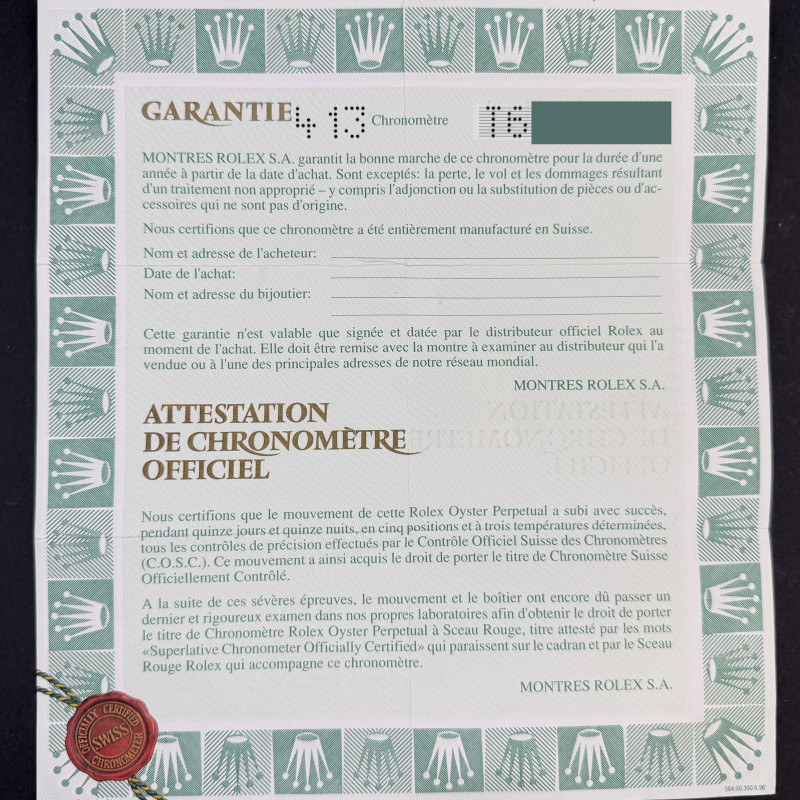 GARANTIE 413 Chronomètre T6
MONTRES ROLEX S.A. garantit la bonne marche de ce chronomètre pour la durée d'une
année à partir de la date d'achat. Sont exceptés: la perte, le vol et les dommages résultant
d'un traitement non approprié – y compris l'adjonction ou la substitution de pièces ou d'ac-
cessoires qui ne sont pas d'origine.
Nous certifions que ce chronomètre a été entièrement manufacturé en Suisse.
Nom et adresse de l'acheteur:
Date de l'achat:
Nom et adresse du bijoutier:
Cette garantie n'est valable que signée et datée par le distributeur officiel Rolex au
moment de l'achat. Elle doit être remise avec la montre à examiner au distributeur qui l'a
vendue ou à l'une des principales adresses de notre réseau mondial.
MONTRES ROLEX S.A.
ATTESTATION
DE CHRONOMÈTRE
OFFICIEL
Nous certifions que le mouvement de cette Rolex Oyster Perpetual a subi avec succès,
pendant quinze jours et quinze nuits, en cinq positions et à trois températures déterminées,
tous les contrôles de précision effectués par le Contrôle Officiel Suisse des Chronomètres
(C.O.S.C.). Ce mouvement a ainsi acquis le droit de porter le titre de Chronomètre Suisse
Officiellement Contrôlé.
A la suite de ces sévères épreuves, le mouvement et le boîtier ont encore dû passer un
dernier et rigoureux examen dans nos propres laboratoires afin d'obtenir le droit de porter
le titre de Chronomètre Rolex Oyster Perpetual à Sceau Rouge, titre attesté par les mots
«Superlative Chronometer Officially Certified» qui paraissent sur le cadran et par le Sceau
Rouge Rolex qui accompagne ce chronomètre.
MONTRES ROLEX S.A.
OFFICIALLY CERTIFIED
SWISS
CHRONOMETER
564.00.300.6.96